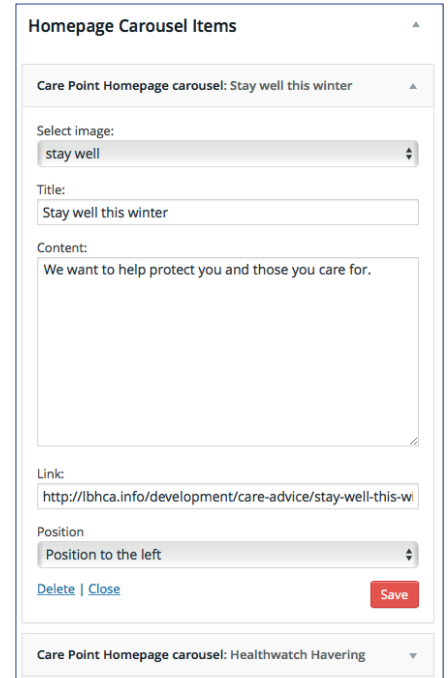 Homepage Carousel Items
Care Point Homepage carousel: Stay well this winter
Select image:
stay well
Title:
Stay well this winter
Content:
We want to help protect you and those you care for.
Link:
http://lbhca.info/development/care-advice/stay-well-this-wi
Position
Position to the left
Delete | Close
Save
Care Point Homepage carousel: Healthwatch Havering